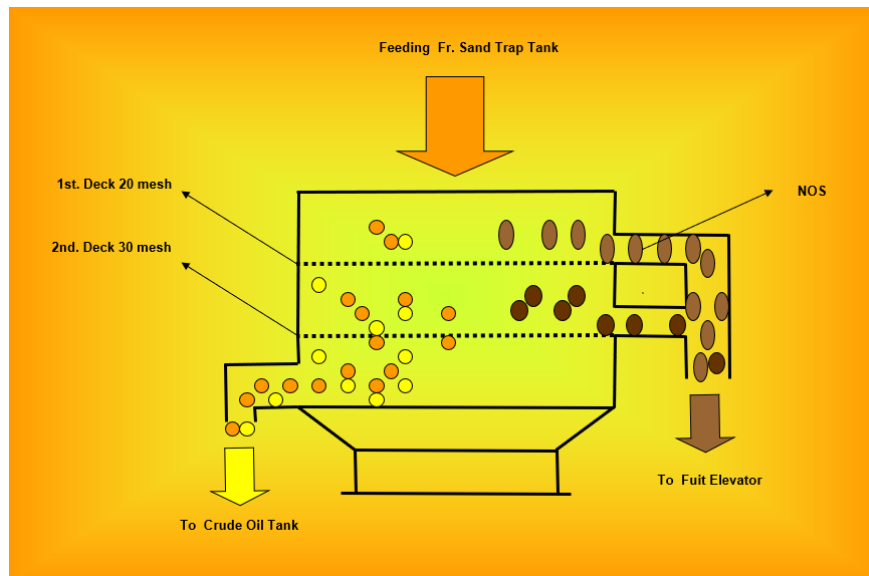 Feeding Fr. Sand Trap Tank
1st. Deck 20 mesh
NOS
2nd. Deck 30 mesh
To Fuit Elevator
To Crude Oil Tank